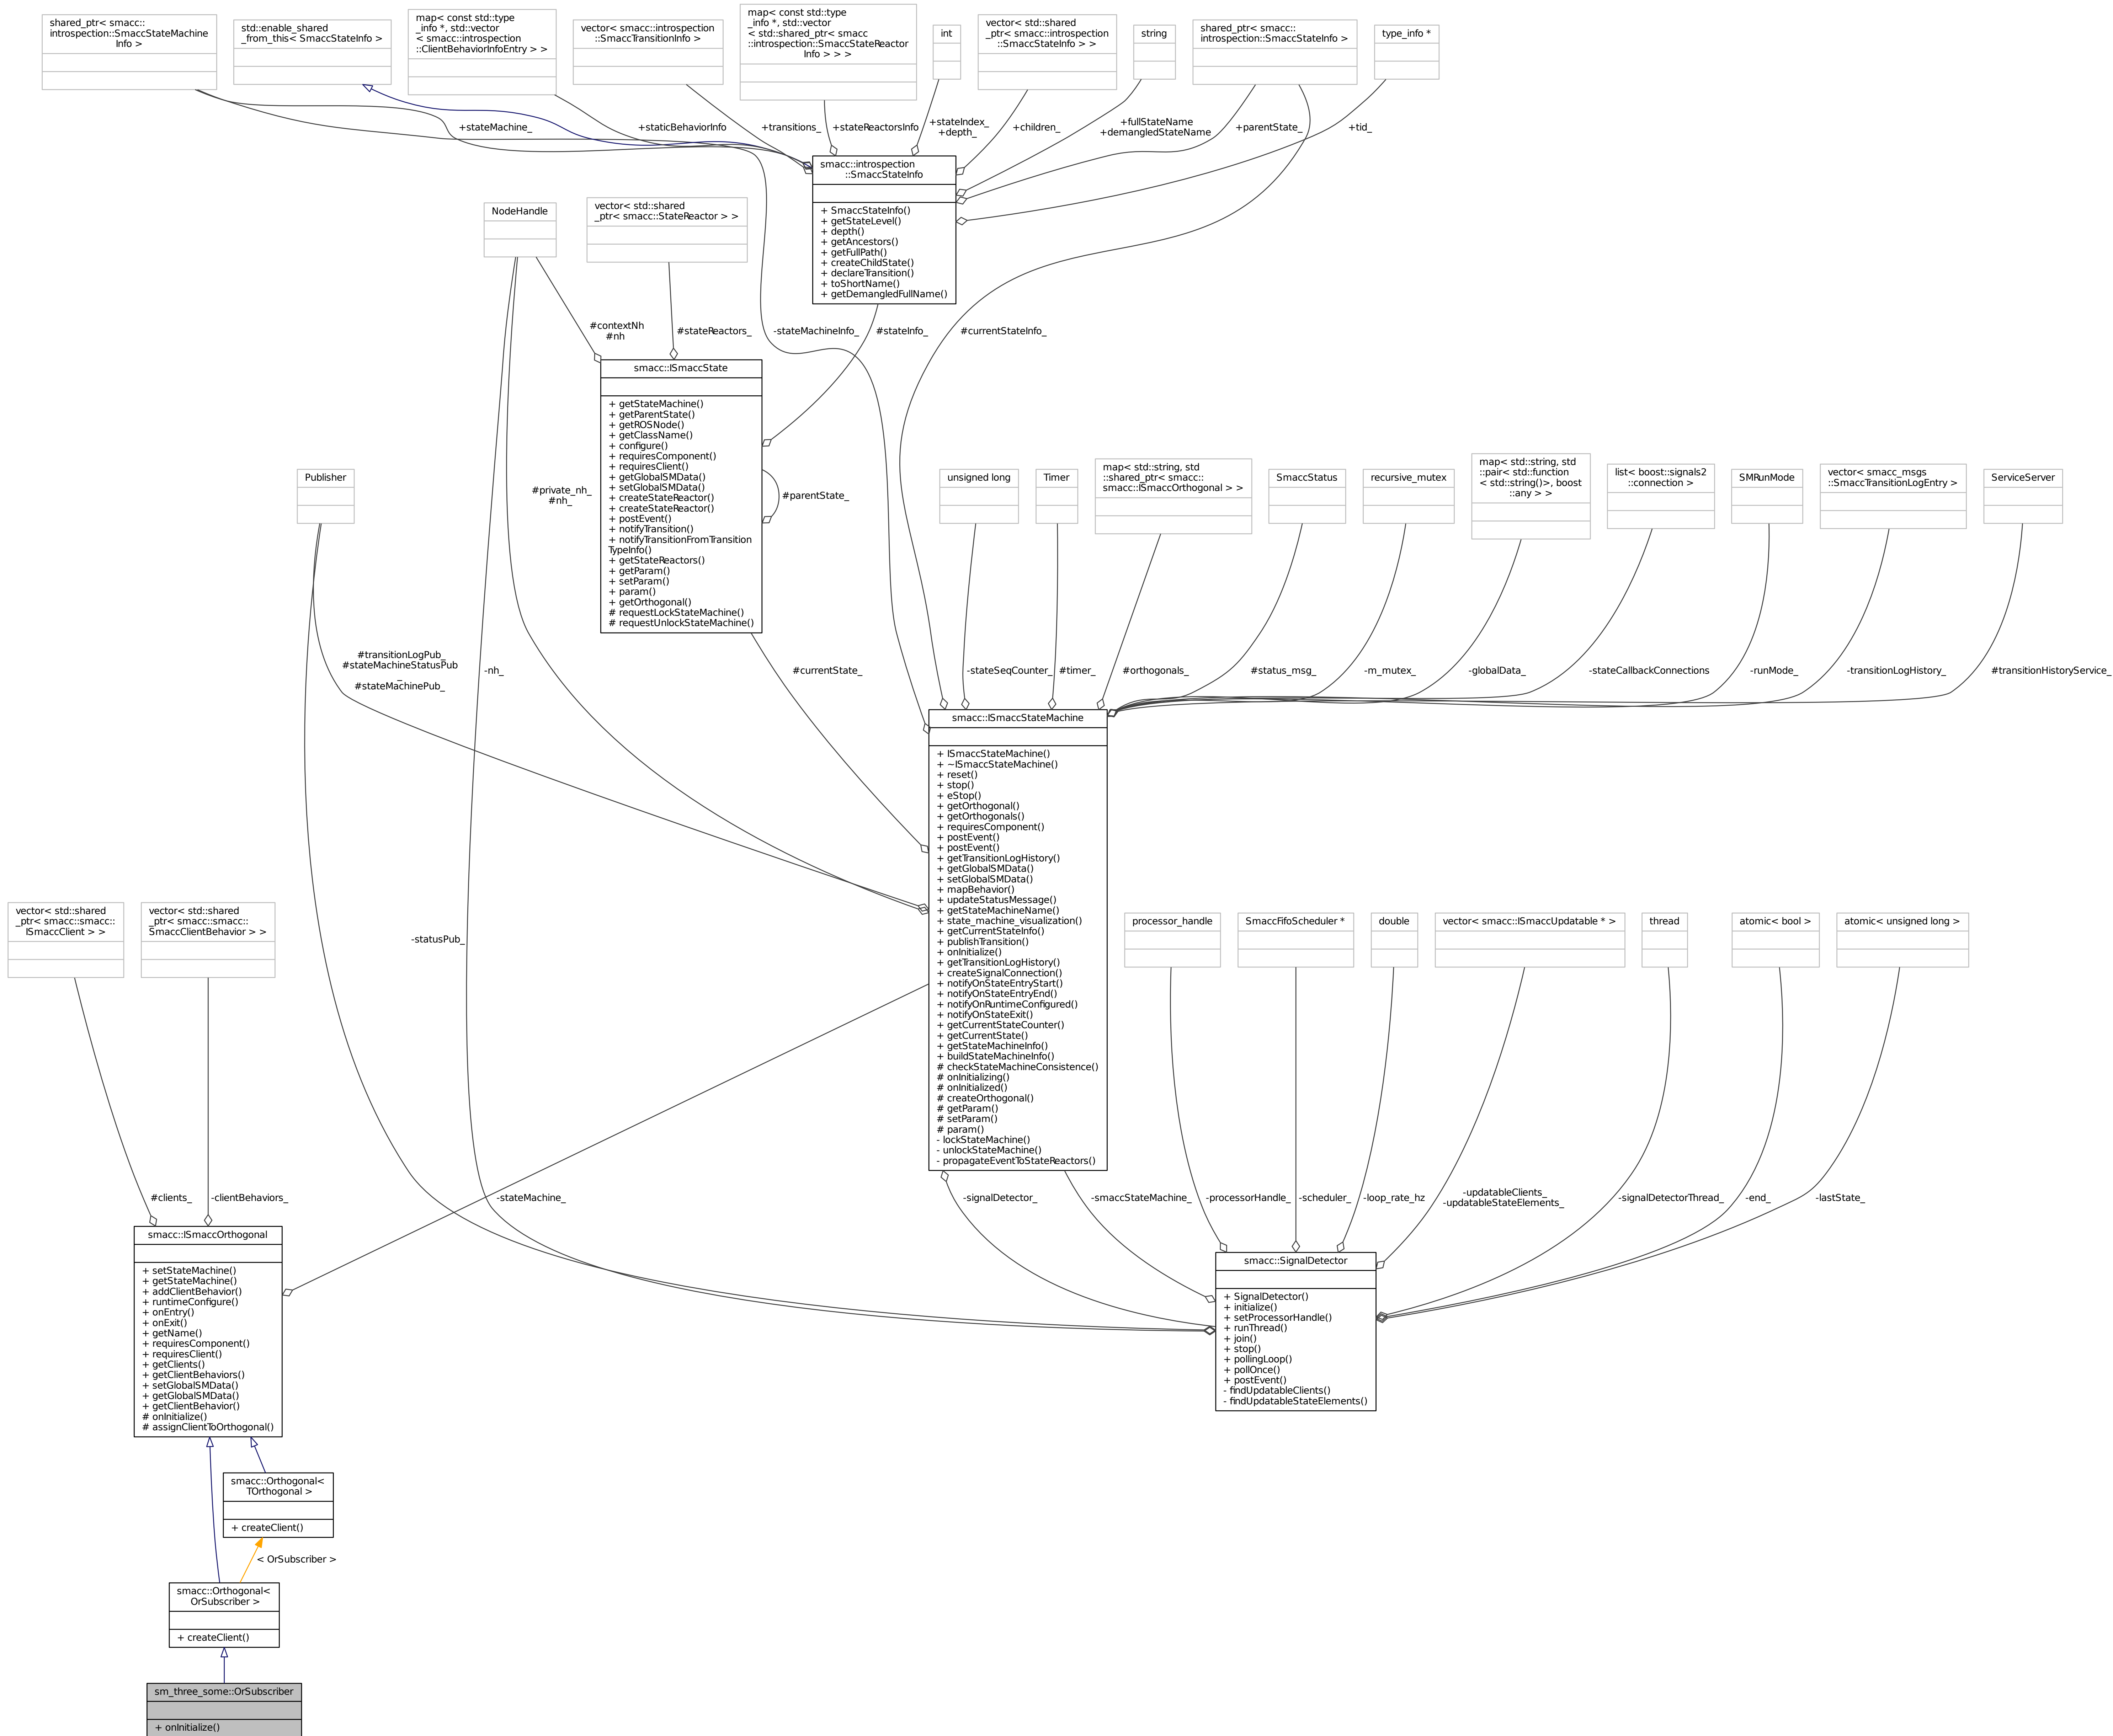 shared_ptr< smacc::
introspection::SmaccStateMachine
Info >
std::enable_shared
_from_this< SmaccStateInfo >
map< const std::type
_info *, std::vector
< smacc::introspection
::ClientBehaviorInfoEntry > >
vector< smacc::introspection
::SmaccTransitionInfo >
map< const std::type
_info *, std::vector
< std::shared_ptr< smacc
::introspection::SmaccStateReactor
Info > > >
int
vector< std::shared
_ptr< smacc::introspection
::SmaccStateInfo > >
string
shared_ptr< smacc::
introspection::SmaccStateInfo >
type_info *
+stateMachine_
+staticBehaviorInfo
+transitions_
+stateReactorsInfo
+stateIndex_
+depth_
+children_
+fullStateName
+demangledStateName
+parentState_
+tid_
smacc::introspection
::SmaccStateInfo
+ SmaccStateInfo()
+ getStateLevel()
+ depth()
+ getAncestors()
+ getFullPath()
+ createChildState()
+ declareTransition()
+ toShortName()
+ getDemangledFullName()
NodeHandle
vector< std::shared
_ptr< smacc::StateReactor > >
#contextNh
#nh
#stateReactors_
-stateMachineInfo_
#stateInfo_
#currentStateInfo_
smacc::ISmaccState
+ getStateMachine()
+ getParentState()
+ getROSNode()
+ getClassName()
+ configure()
+ requiresComponent()
+ requiresClient()
+ getGlobalSMData()
+ setGlobalSMData()
+ createStateReactor()
+ createStateReactor()
+ postEvent()
+ notifyTransition()
+ notifyTransitionFromTransition
TypeInfo()
+ getStateReactors()
+ getParam()
+ setParam()
+ param()
+ getOrthogonal()
# requestLockStateMachine()
# requestUnlockStateMachine()
#parentState_
#private_nh_
#nh_
Publisher
unsigned long
Timer
map< std::string, std
::shared_ptr< smacc::
smacc::ISmaccOrthogonal > >
SmaccStatus
recursive_mutex
map< std::string, std
::pair< std::function
< std::string()>, boost
::any > >
list< boost::signals2
::connection >
SMRunMode
vector< smacc_msgs
::SmaccTransitionLogEntry >
ServiceServer
#transitionLogPub_
#stateMachineStatusPub
_
#stateMachinePub_
-nh_
#currentState_
-stateSeqCounter_
#timer_
#orthogonals_
#status_msg_
-m_mutex_
-globalData_
-stateCallbackConnections
-runMode_
-transitionLogHistory_
#transitionHistoryService_
smacc::ISmaccStateMachine
+ ISmaccStateMachine()
+ ~ISmaccStateMachine()
+ reset()
+ stop()
+ eStop()
+ getOrthogonal()
+ getOrthogonals()
+ requiresComponent()
+ postEvent()
+ postEvent()
+ getTransitionLogHistory()
+ getGlobalSMData()
+ setGlobalSMData()
+ mapBehavior()
+ updateStatusMessage()
+ getStateMachineName()
+ state_machine_visualization()
+ getCurrentStateInfo()
+ publishTransition()
+ onInitialize()
+ getTransitionLogHistory()
+ createSignalConnection()
+ notifyOnStateEntryStart()
+ notifyOnStateEntryEnd()
+ notifyOnRuntimeConfigured()
+ notifyOnStateExit()
+ getCurrentStateCounter()
+ getCurrentState()
+ getStateMachineInfo()
+ buildStateMachineInfo()
# checkStateMachineConsistence()
# onInitializing()
# onInitialized()
# createOrthogonal()
# getParam()
# setParam()
# param()
- lockStateMachine()
- unlockStateMachine()
- propagateEventToStateReactors()
vector< std::shared
_ptr< smacc::smacc::
ISmaccClient > >
vector< std::shared
_ptr< smacc::smacc::
SmaccClientBehavior > >
-statusPub_
processor_handle
SmaccFifoScheduler *
double
vector< smacc::ISmaccUpdatable * >
thread
atomic< bool >
atomic< unsigned long >
#clients_
-clientBehaviors_
-stateMachine_
-signalDetector_
-smaccStateMachine_
-processorHandle_
-scheduler_
-loop_rate_hz
-updatableClients_
-updatableStateElements_
-signalDetectorThread_
-end_
-lastState_
smacc::ISmaccOrthogonal
+ setStateMachine()
+ getStateMachine()
+ addClientBehavior()
+ runtimeConfigure()
+ onEntry()
+ onExit()
+ getName()
+ requiresComponent()
+ requiresClient()
+ getClients()
+ getClientBehaviors()
+ setGlobalSMData()
+ getGlobalSMData()
+ getClientBehavior()
# onInitialize()
# assignClientToOrthogonal()
smacc::SignalDetector
+ SignalDetector()
+ initialize()
+ setProcessorHandle()
+ runThread()
+ join()
+ stop()
+ pollingLoop()
+ pollOnce()
+ postEvent()
- findUpdatableClients()
- findUpdatableStateElements()
smacc::Orthogonal<
TOrthogonal >
+ createClient()
< OrSubscriber >
smacc::Orthogonal<
OrSubscriber >
+ createClient()
sm_three_some::OrSubscriber
+ onInitialize()